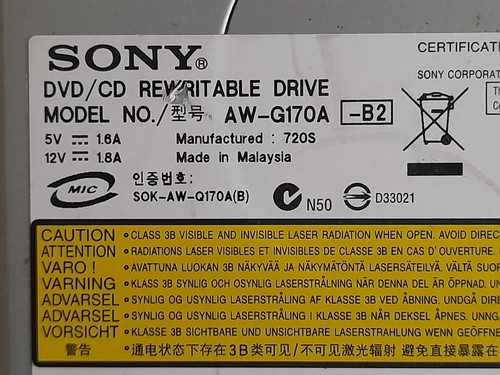 SONY®
DVD/CD REWRITABLE DRIVE
MODEL NO./型号 AW-G170A -B2
5V ⎓ 1.6A Manufactured : 720S
12V ⎓ 1.8A Made in Malaysia
MIC 인증번호:
SOK-AW-Q170A(B) N50 D33021
CERTIFICAT
SONY CORPORAT
CAUTION •CLASS 3B VISIBLE AND INVISIBLE LASER RADIATION WHEN OPEN. AVOID DIREC
ATTENTION •RADIATIONS LASER VISIBLES ET INVISIBLES DE CLASSE 3B EN CAS D'OUVERTURE.
VARO! •AVATTUNA LUOKAN 3B NÄKYVÄÄ JA NÄKYMÄTÖNTÄ LASERSÄTEILYÄ. VÄLTÄ SUO
VARNING •KLASS 3B SYNLIG OCH OSYNLIG LASERSTRÅLNING NÄR DENNA DEL ÄR ÖPPNAD. UN
ADVARSEL •SYNLIG OG USYNLIG LASERSTRÅLING AF KLASSE 3B VED ÅBNING. UNDGÅ DIRE
ADVARSEL •SYNLIG OG USYNLIG LASERSTRÅLING AV KLASSE 3B NÅR DEKSEL ÅPNES. UNNG
VORSICHT •KLASSE 3B SICHTBARE UND UNSICHTBARE LASERSTRAHLUNG WENN GEÖFFNE
警告 •通电状态下存在3B类可见/不可见激光辐射 避免直接暴露在